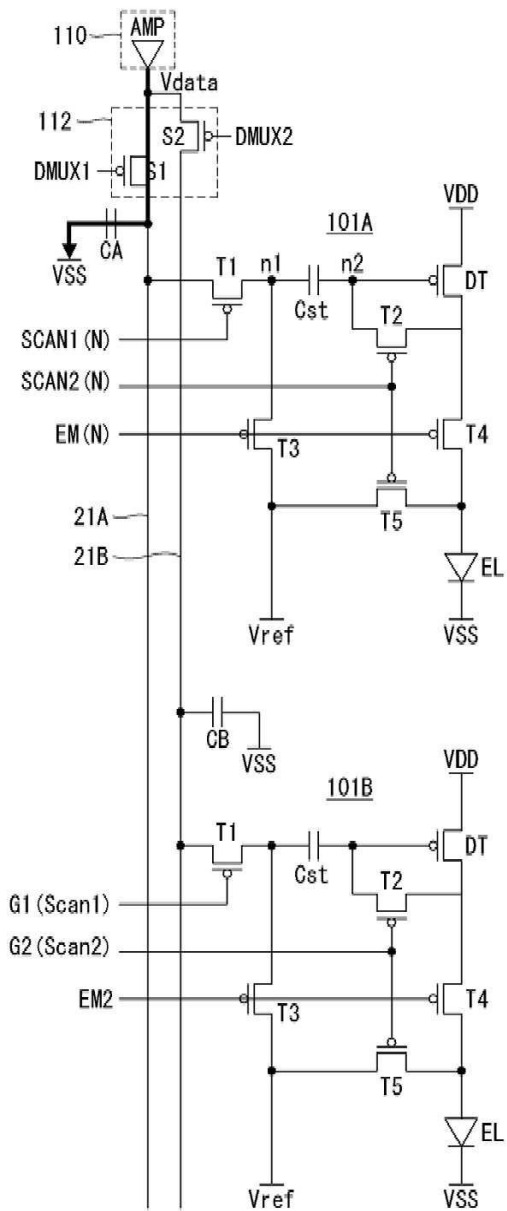 110
AMP
Vdata
112
S2
DMUX2
DMUX1
S1
CA
VSS
101A
VDD
T1
n1
n2
DT
Cst
T2
SCAN1(N)
SCAN2(N)
EM(N)
T3
T4
21A
T5
21B
EL
Vref
VSS
CB
VSS
VDD
101B
T1
DT
Cst
T2
G1(Scan1)
G2(Scan2)
EM2
T3
T4
T5
EL
Vref
VSS